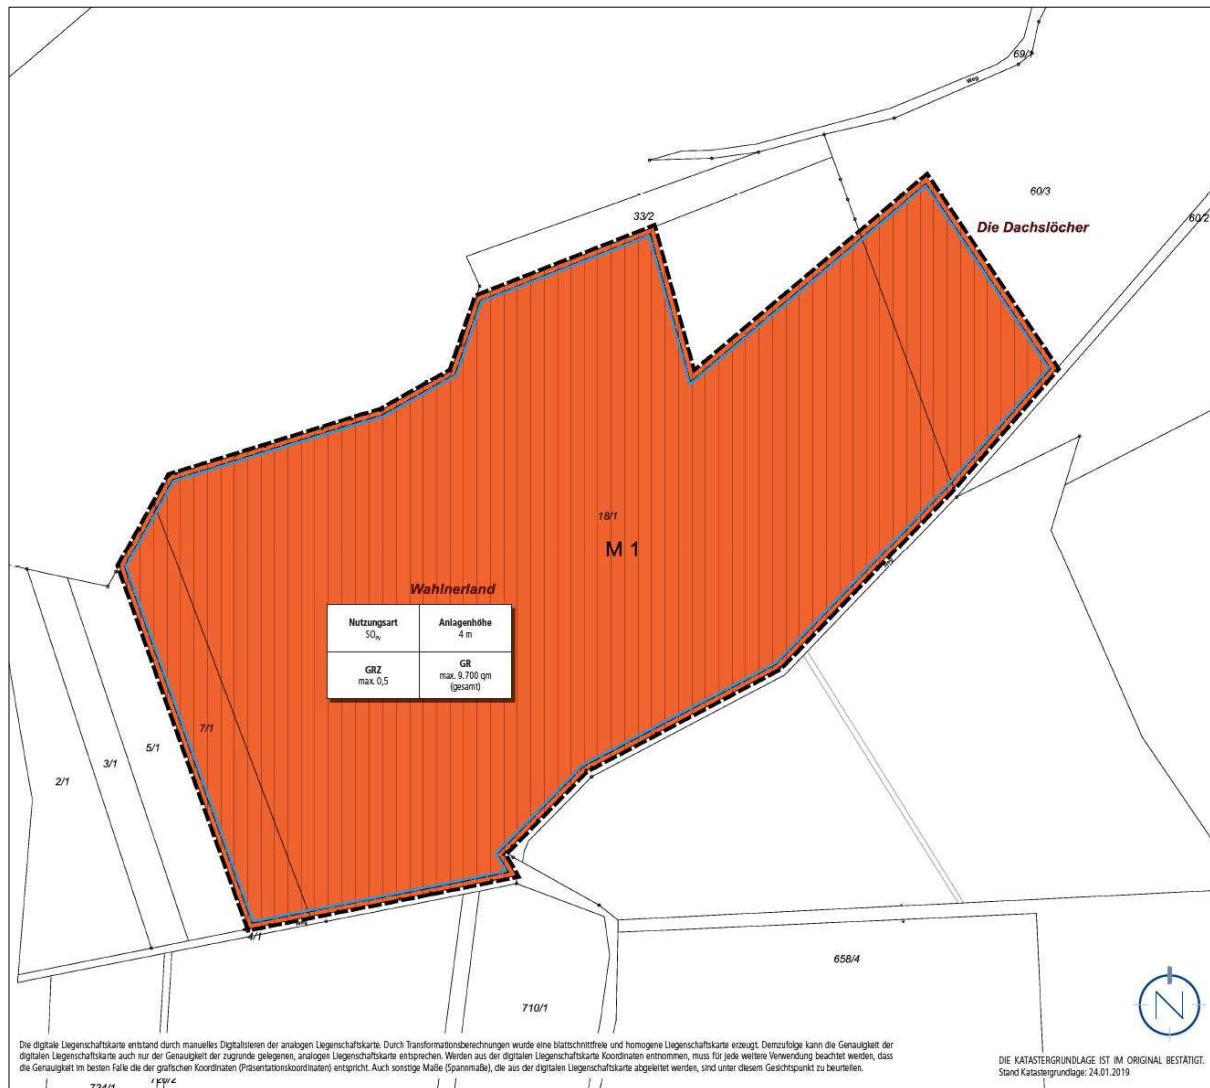 69/1
Weg
60/3
33/2
60/2
Die Dachslöcher
18/1
M 1
Wahlnerland
Nutzungsart
SOPV
Anlagenhöhe
4 m
GRZ
max. 0,5
GR
max. 9.700 qm
(gesamt)
7/1
5/1
3/1
2/1
4/1
658/4
710/1
N
Die digitale Liegenschaftskarte entstand durch manuelles Digitalisieren der analogen Liegenschaftskarte. Durch Transformationsberechnungen wurde eine blattschnittfreie und homogene Liegenschaftskarte erzeugt. Demzufolge kann die Genauigkeit der
digitalen Liegenschaftskarte auch nur der Genauigkeit der zugrunde gelegenen, analogen Liegenschaftskarte entsprechen. Werden aus der digitalen Liegenschaftskarte Koordinaten entnommen, muss für jede weitere Verwendung beachtet werden, dass
die Genauigkeit im besten Falle die der grafischen Koordinaten (Präsentationskoordinaten) entspricht. Auch sonstige Maße (Spannmaße), die aus der digitalen Liegenschaftskarte abgeleitet werden, sind unter diesem Gesichtspunkt zu beurteilen.
DIE KATASTERGRUNDLAGE IST IM ORIGINAL BESTÄTIGT.
Stand Katastergrundlage: 24.01.2019